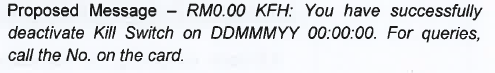 Proposed Message – RM0.00 KFH: You have successfully
deactivate Kill Switch on DDMMMYY 00:00:00. For queries,
call the No. on the card.